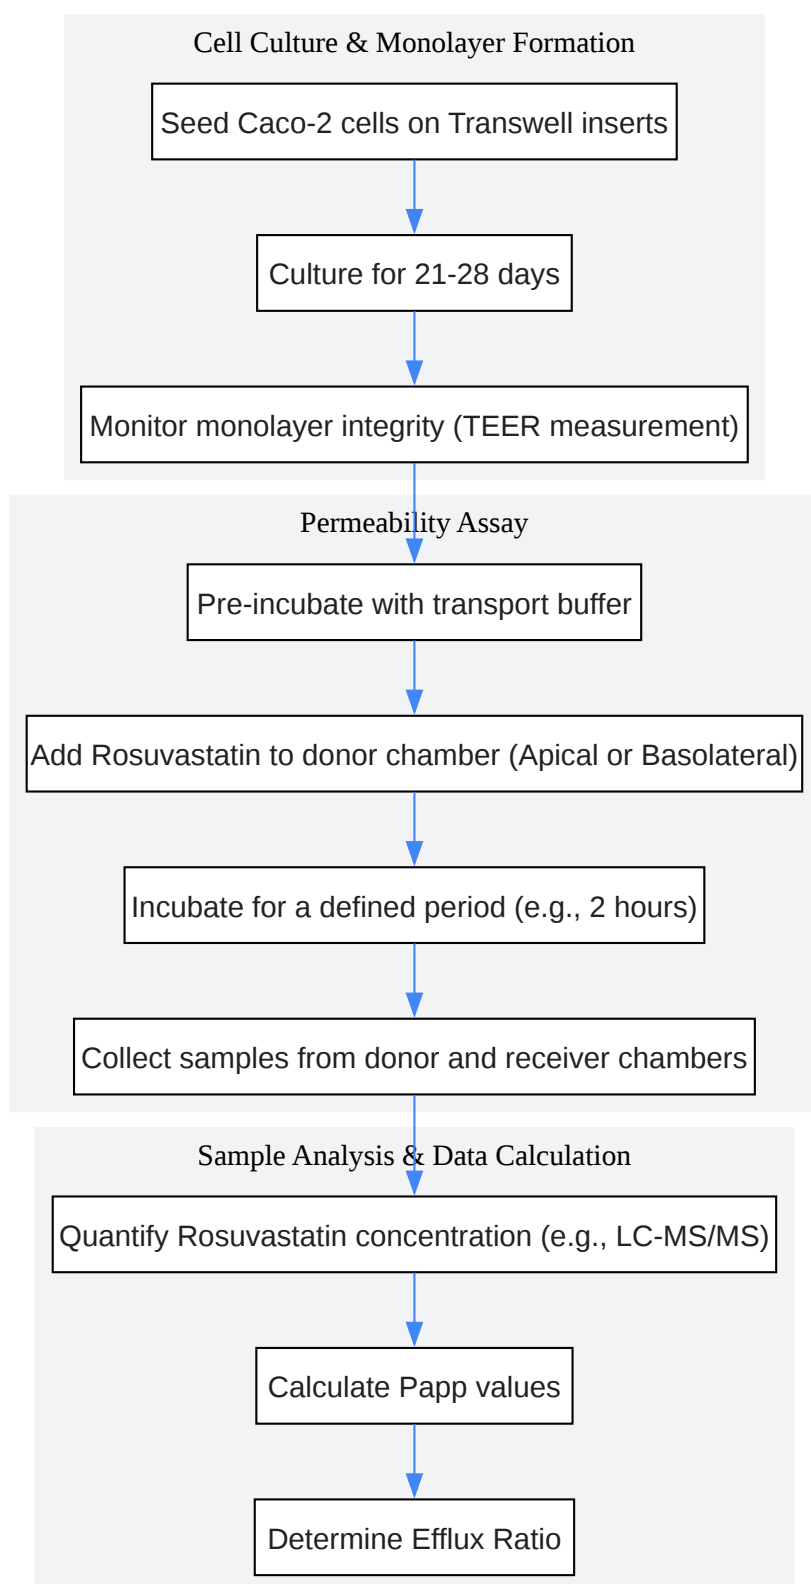 Cell Culture & Monolayer Formation
Seed Caco-2 cells on Transwell inserts
Culture for 21-28 days
Monitor monolayer integrity (TEER measurement)
Permeability Assay
Pre-incubate with transport buffer
Add Rosuvastatin to donor chamber (Apical or Basolateral)
Incubate for a defined period (e.g., 2 hours)
Collect samples from donor and receiver chambers
Sample Analysis & Data Calculation
Quantify Rosuvastatin concentration (e.g., LC-MS/MS)
Calculate Papp values
Determine Efflux Ratio